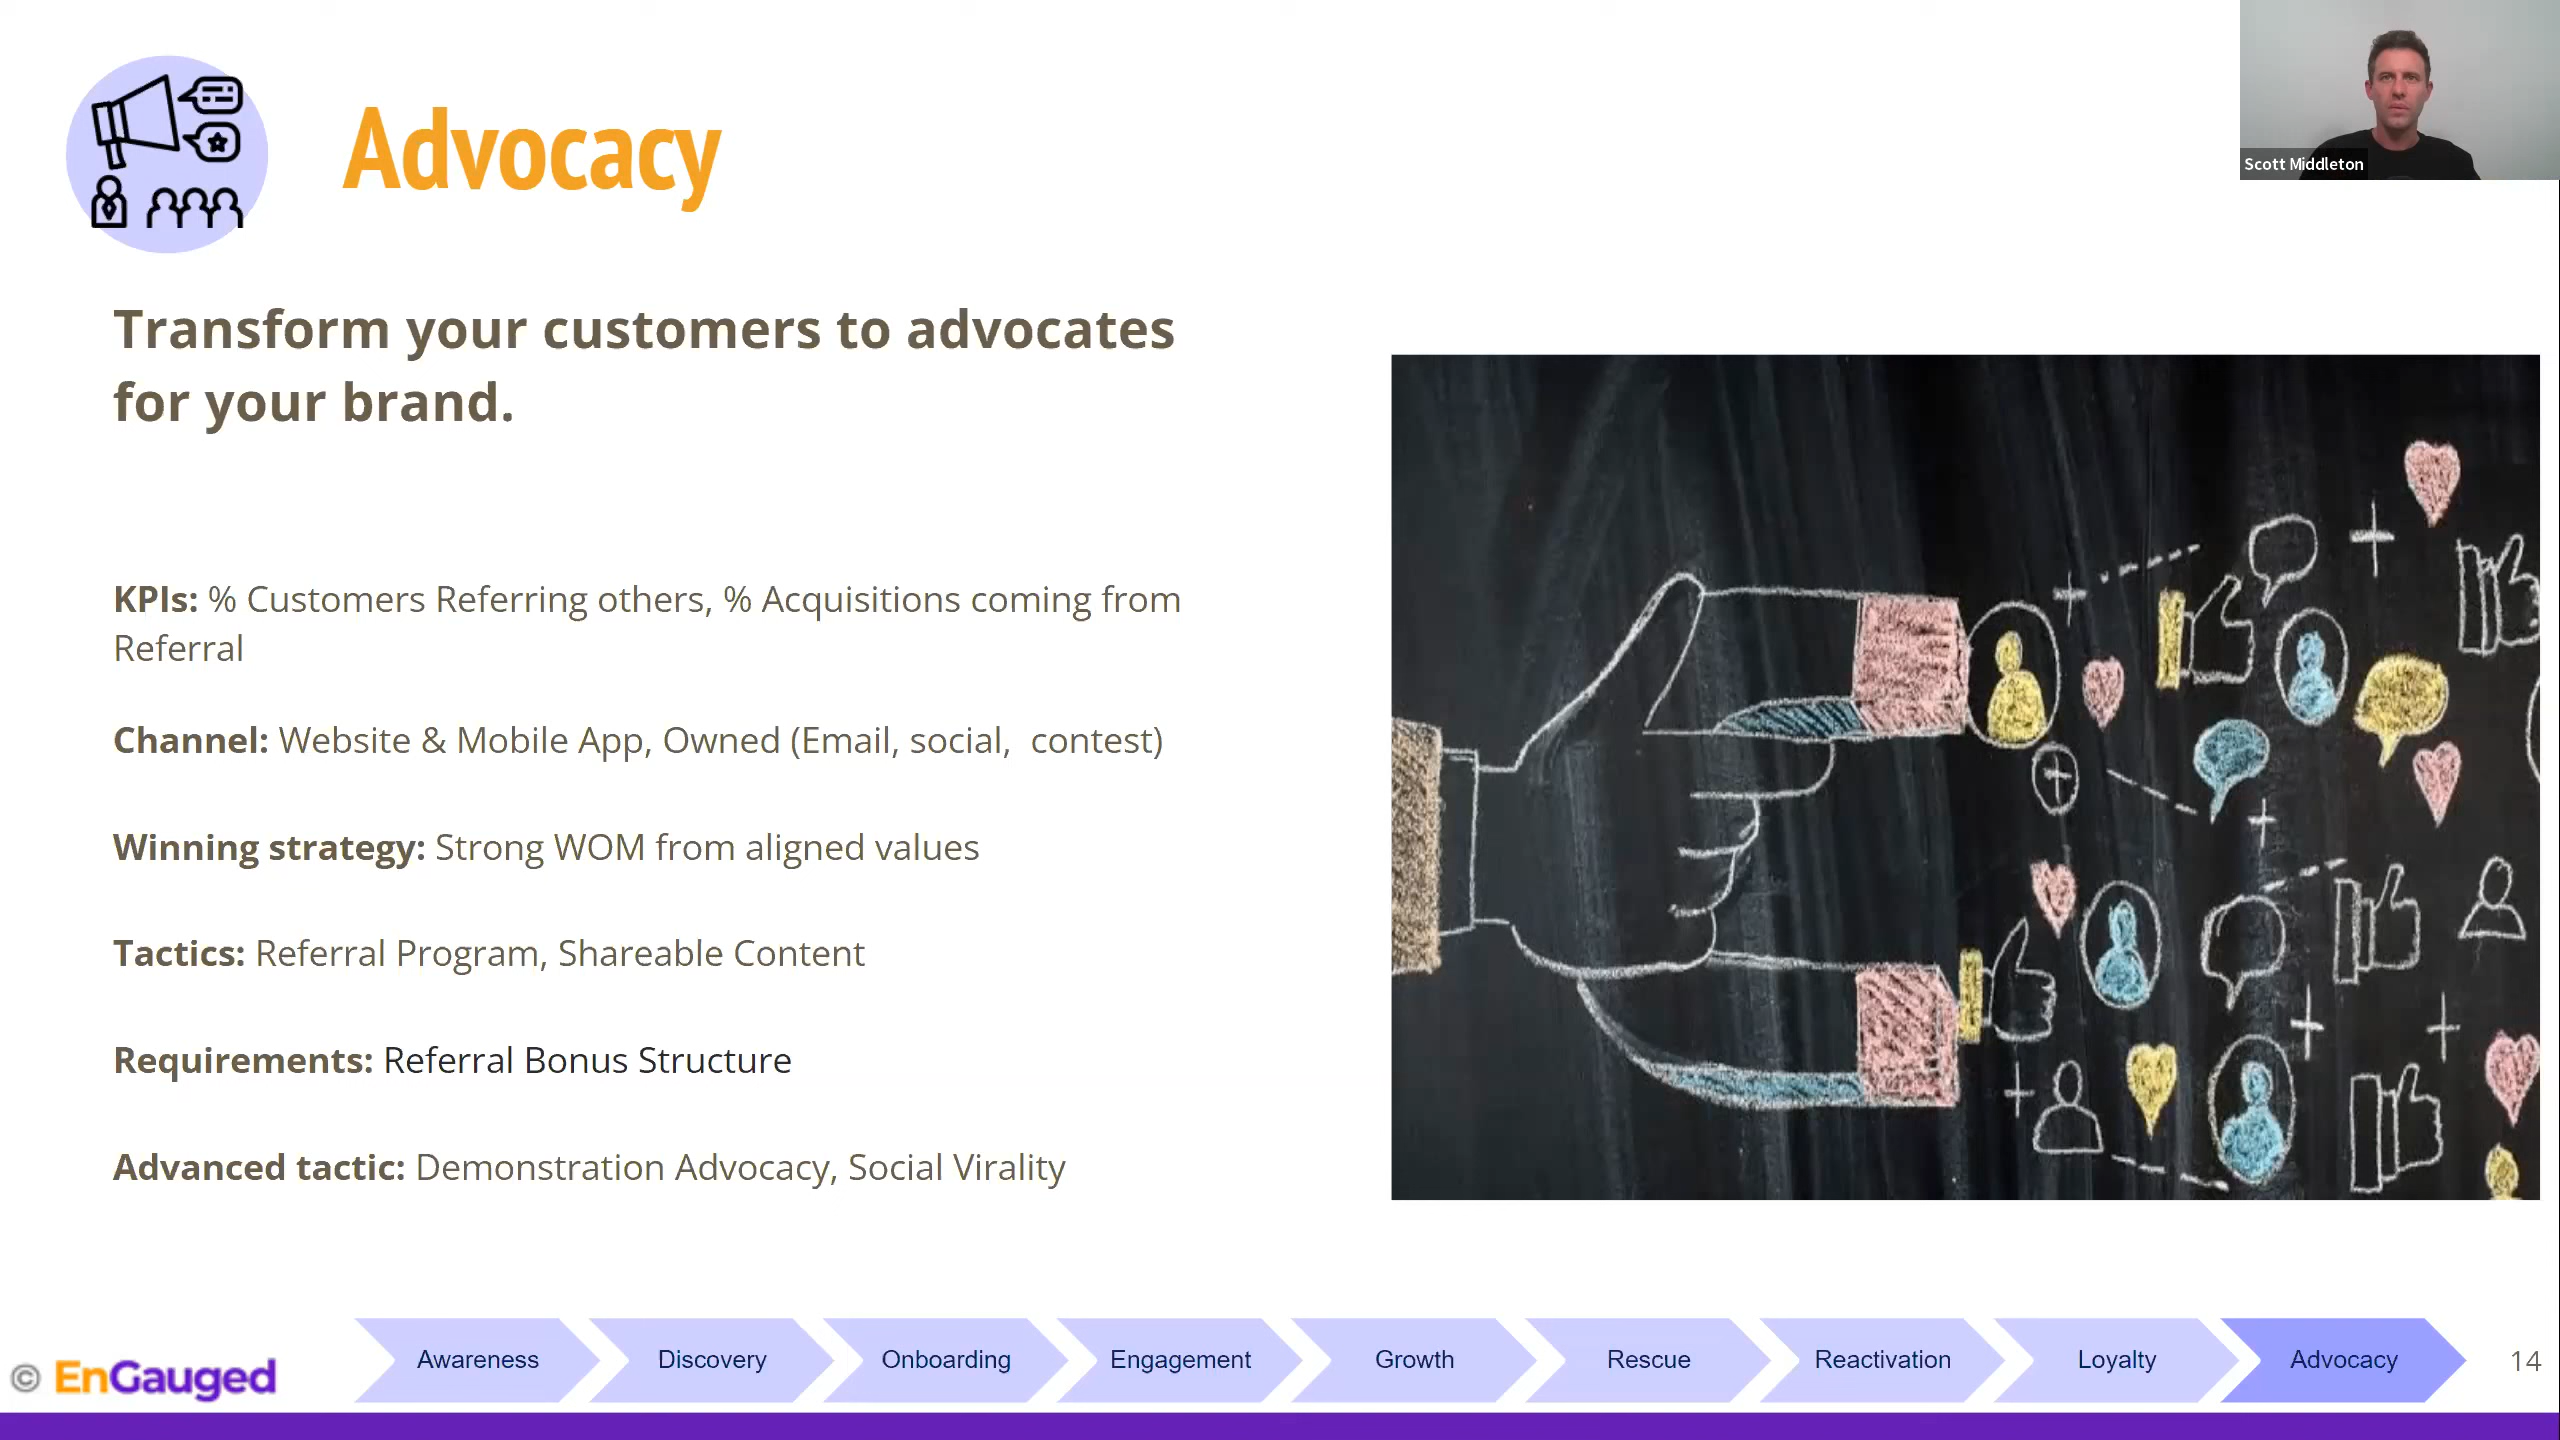 Scott Middleton
Advocacy
Transform your customers to advocates
for your brand.
KPIs: % Customers Referring others, % Acquisitions coming from
Referral
Channel: Website & Mobile App, Owned (Email, social,  contest)
Winning strategy: Strong WOM from aligned values
Tactics: Referral Program, Shareable Content
Requirements: Referral Bonus Structure
Advanced tactic: Demonstration Advocacy, Social Virality
© EnGauged
Awareness
Discovery
Onboarding
Engagement
Growth
Rescue
Reactivation
Loyalty
Advocacy
14